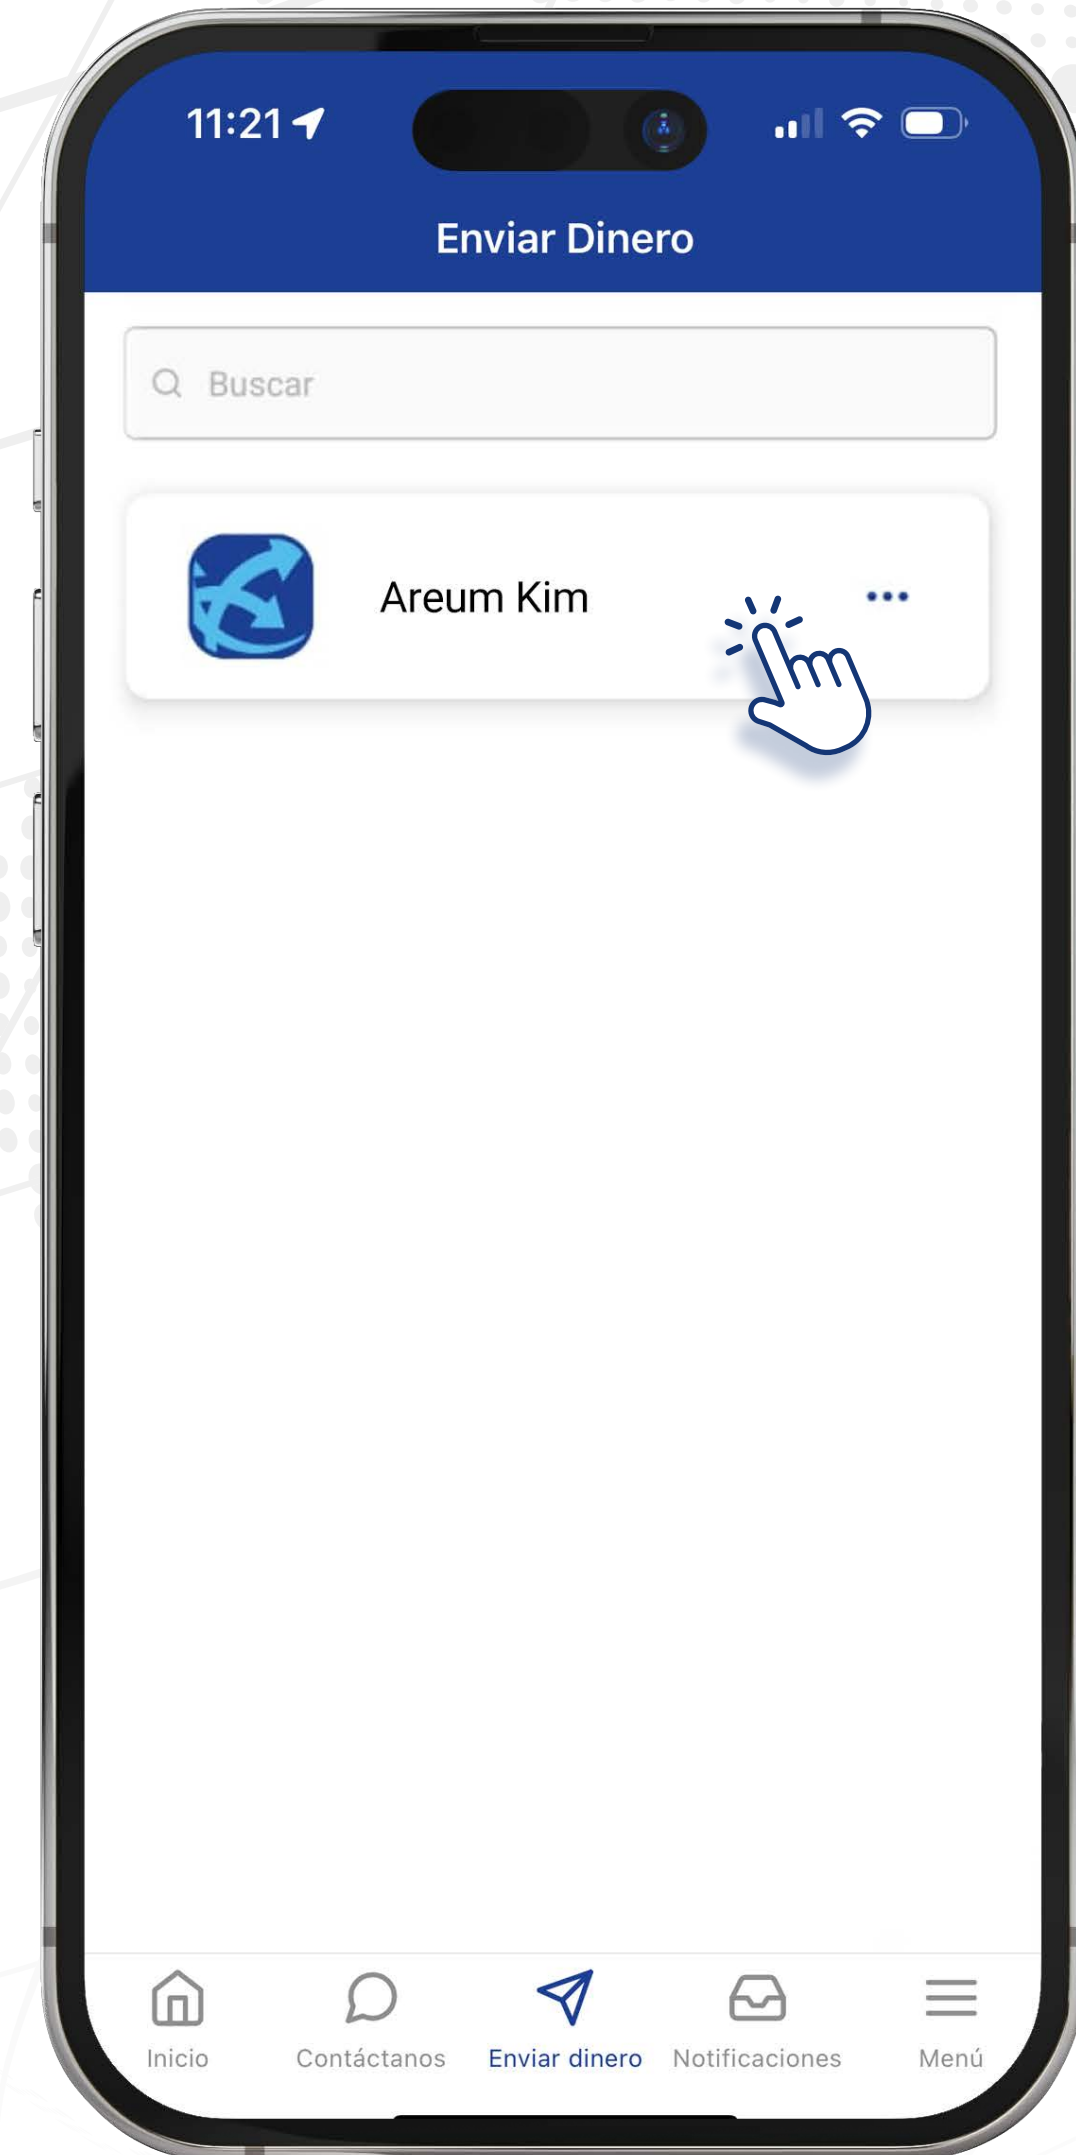 11:21
Enviar Dinero
Buscar
Areum Kim
Inicio
Contáctanos
Enviar dinero
Notificaciones
Menú